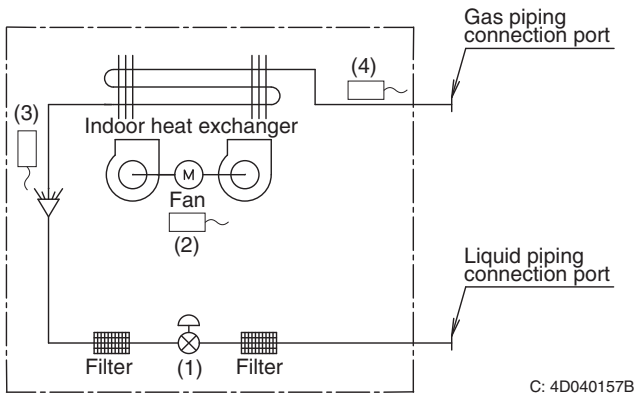 Gas piping
connection port
(4)
(3)
Indoor heat exchanger
M
Fan
(2)
Liquid piping
connection port
Filter
(1)
Filter
C: 4D040157B